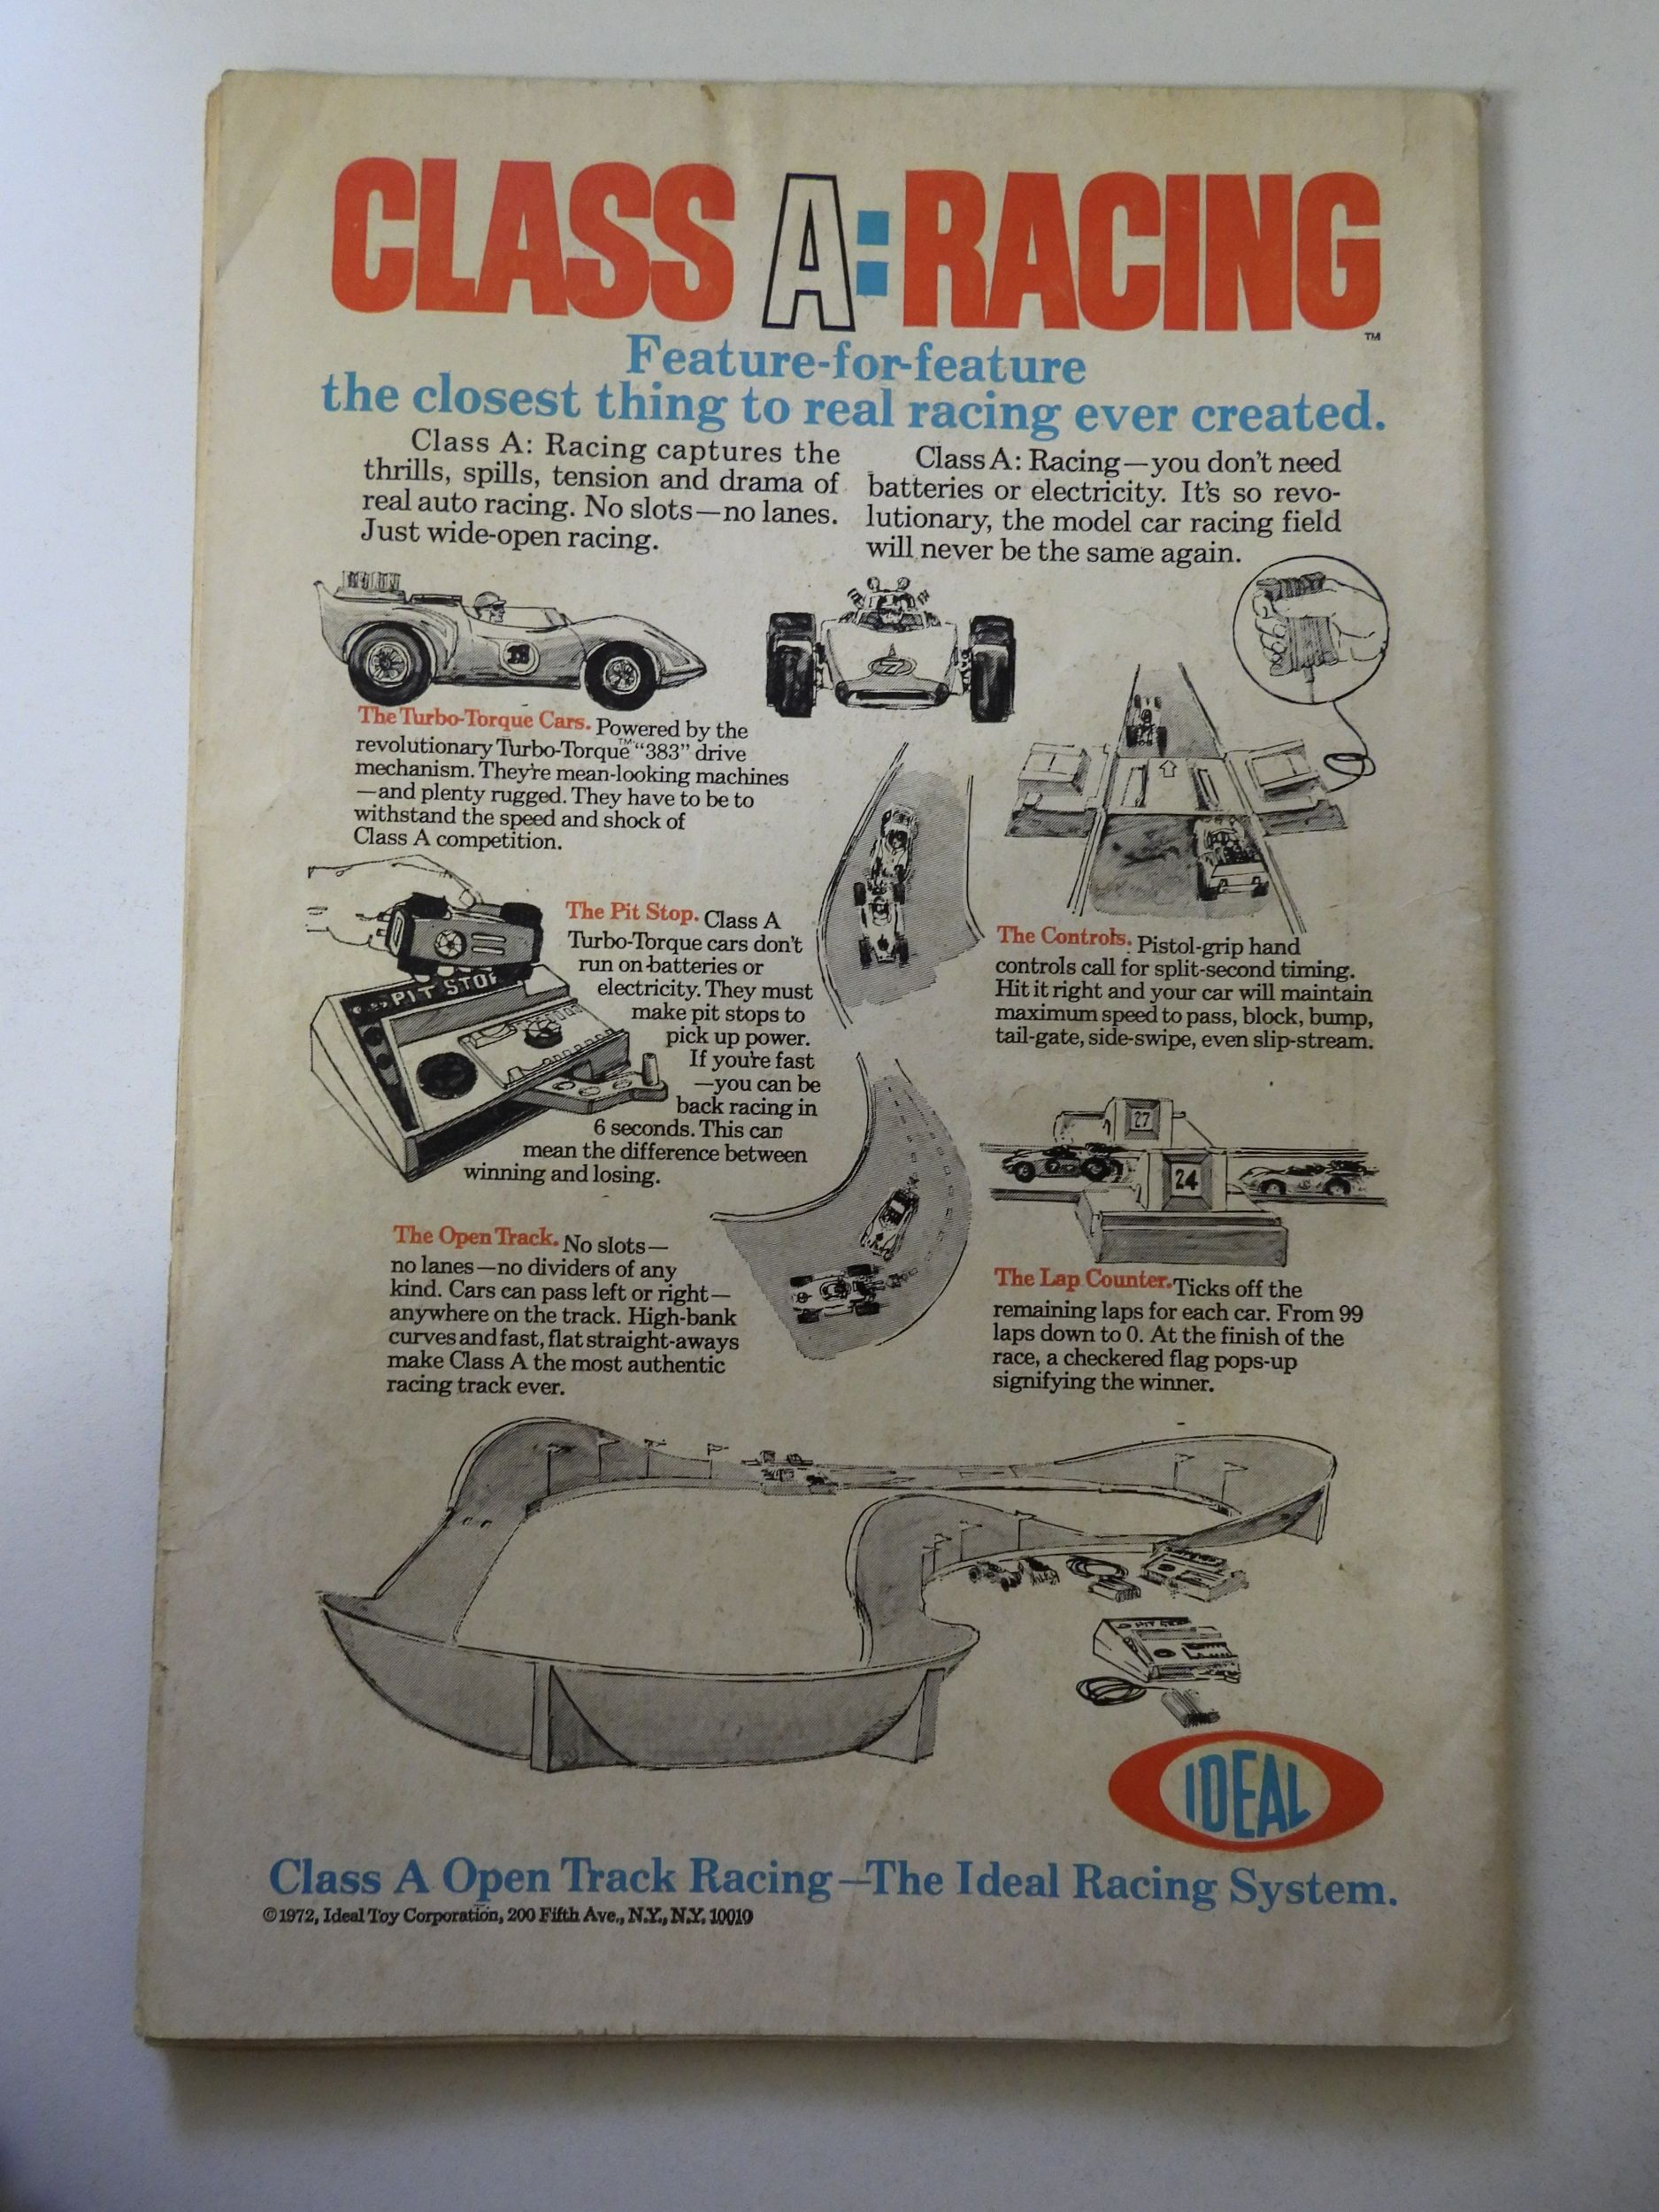 CLASS A: RACING
TM
Feature-for-feature
the closest thing to real racing ever created.
Class A: Racing captures the
thrills, spills, tension and drama of
real auto racing. No slots—no lanes.
Just wide-open racing.
Class A: Racing—you don't need
batteries or electricity. It's so revo-
lutionary, the model car racing field
will never be the same again.
The Turbo-Torque Cars. Powered by the
revolutionary Turbo-Torque™ "383" drive
mechanism. They're mean-looking machines
—and plenty rugged. They have to be to
withstand the speed and shock of
Class A competition.
PIT STOP
The Pit Stop. Class A
Turbo-Torque cars don't
run on batteries or
electricity. They must
make pit stops to
pick up power.
If you're fast
—you can be
back racing in
6 seconds. This can
mean the difference between
winning and losing.
The Controls. Pistol-grip hand
controls call for split-second timing.
Hit it right and your car will maintain
maximum speed to pass, block, bump,
tail-gate, side-swipe, even slip-stream.
27
24
The Open Track. No slots—
no lanes—no dividers of any
kind. Cars can pass left or right—
anywhere on the track. High-bank
curves and fast, flat straight-aways
make Class A the most authentic
racing track ever.
The Lap Counter. Ticks off the
remaining laps for each car. From 99
laps down to 0. At the finish of the
race, a checkered flag pops-up
signifying the winner.
IDEAL
Class A Open Track Racing—The Ideal Racing System.
©1972, Ideal Toy Corporation, 200 Fifth Ave., N.Y., N.Y. 10010